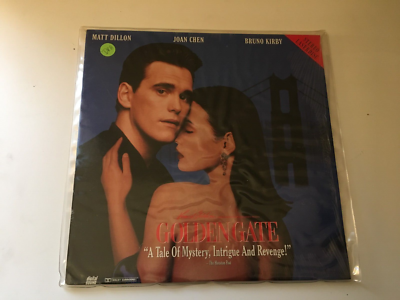 MATT DILLON JOAN CHEN BRUNO KIRBY
GOLDEN GATE
"A Tale Of Mystery, Intrigue And Revenge!"